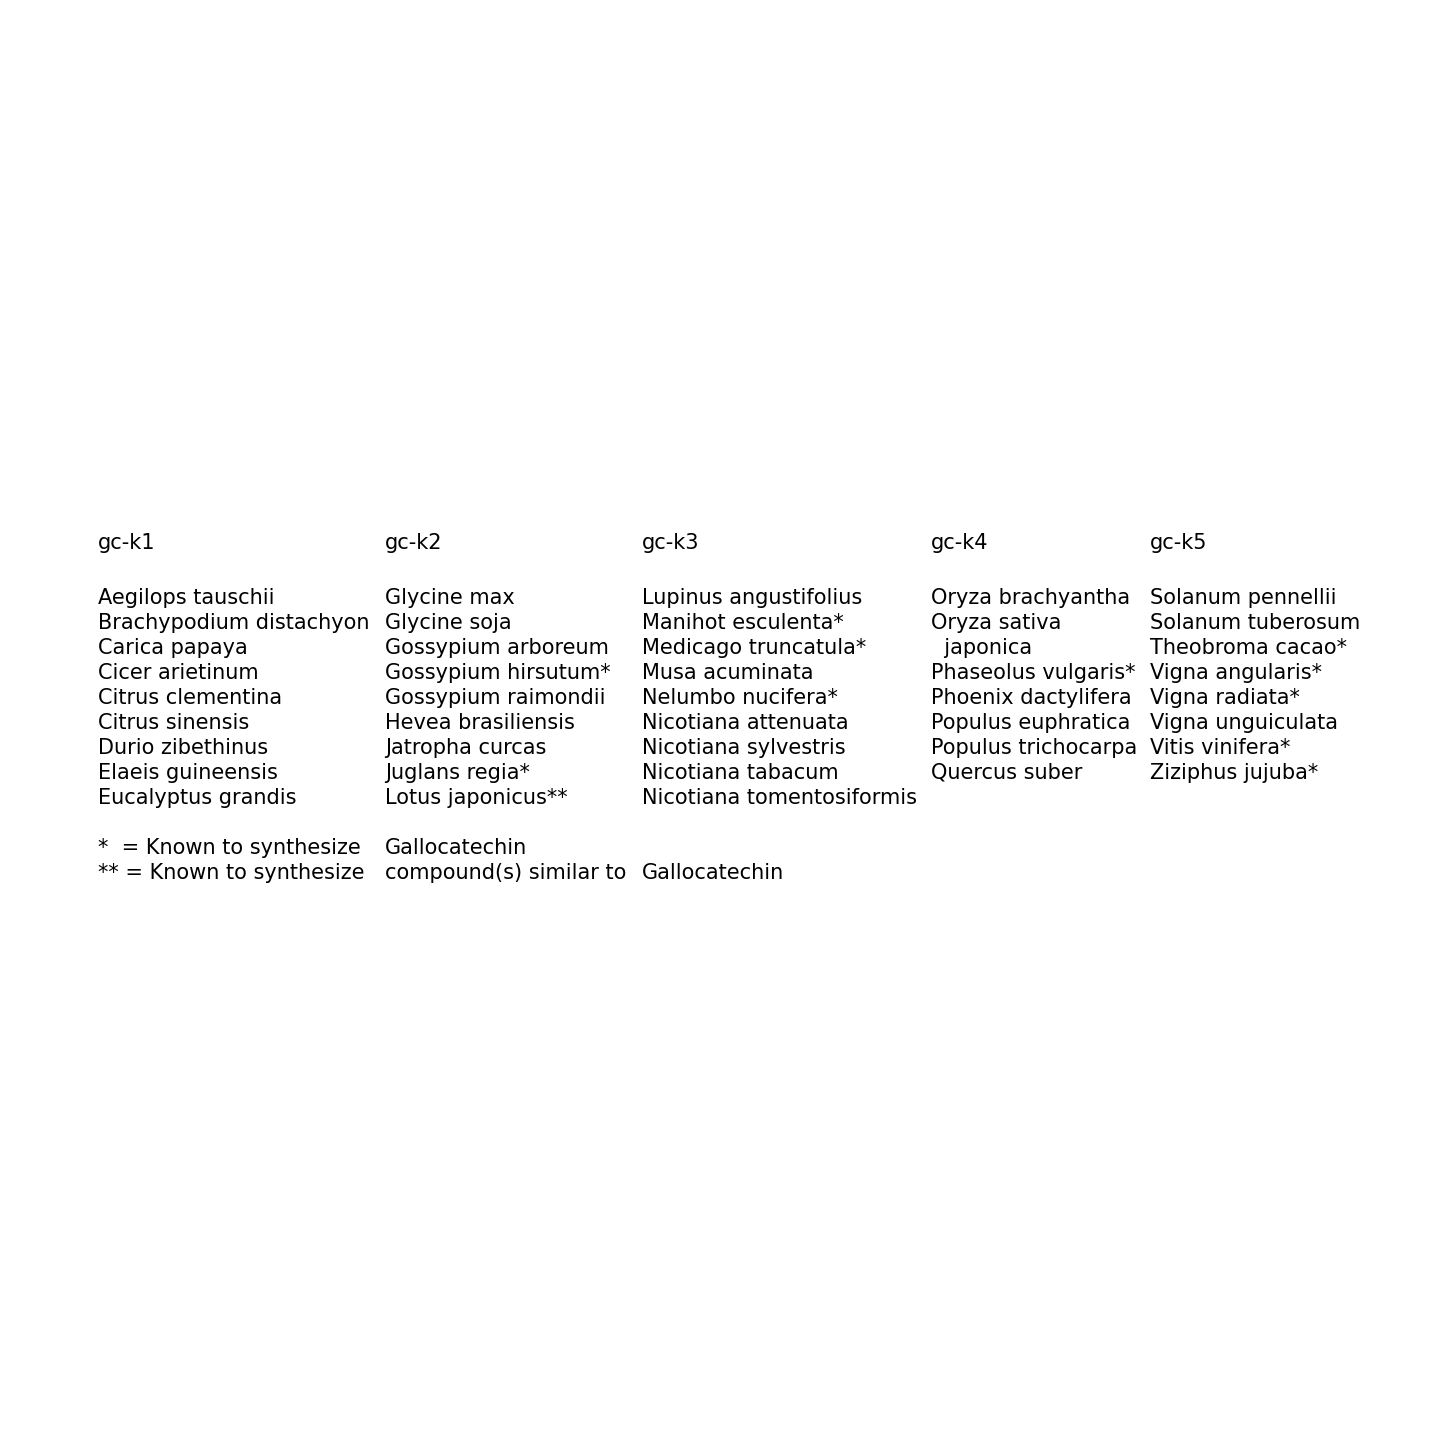 gc-k1 gc-k2 gc-k3 gc-k4 gc-k5
Aegilops tauschii Glycine max Lupinus angustifolius Oryza brachyantha Solanum pennellii
Brachypodium distachyon Glycine soja Manihot esculenta* Oryza sativa Solanum tuberosum
Carica papaya Gossypium arboreum Medicago truncatula* japonica Theobroma cacao*
Cicer arietinum Gossypium hirsutum* Musa acuminata Phaseolus vulgaris* Vigna angularis*
Citrus clementina Gossypium raimondii Nelumbo nucifera* Phoenix dactylifera Vigna radiata*
Citrus sinensis Hevea brasiliensis Nicotiana attenuata Populus euphratica Vigna unguiculata
Durio zibethinus Jatropha curcas Nicotiana sylvestris Populus trichocarpa Vitis vinifera*
Elaeis guineensis Juglans regia* Nicotiana tabacum Quercus suber Ziziphus jujuba*
Eucalyptus grandis Lotus japonicus** Nicotiana tomentosiformis
* = Known to synthesize Gallocatechin
** = Known to synthesize compound(s) similar to Gallocatechin